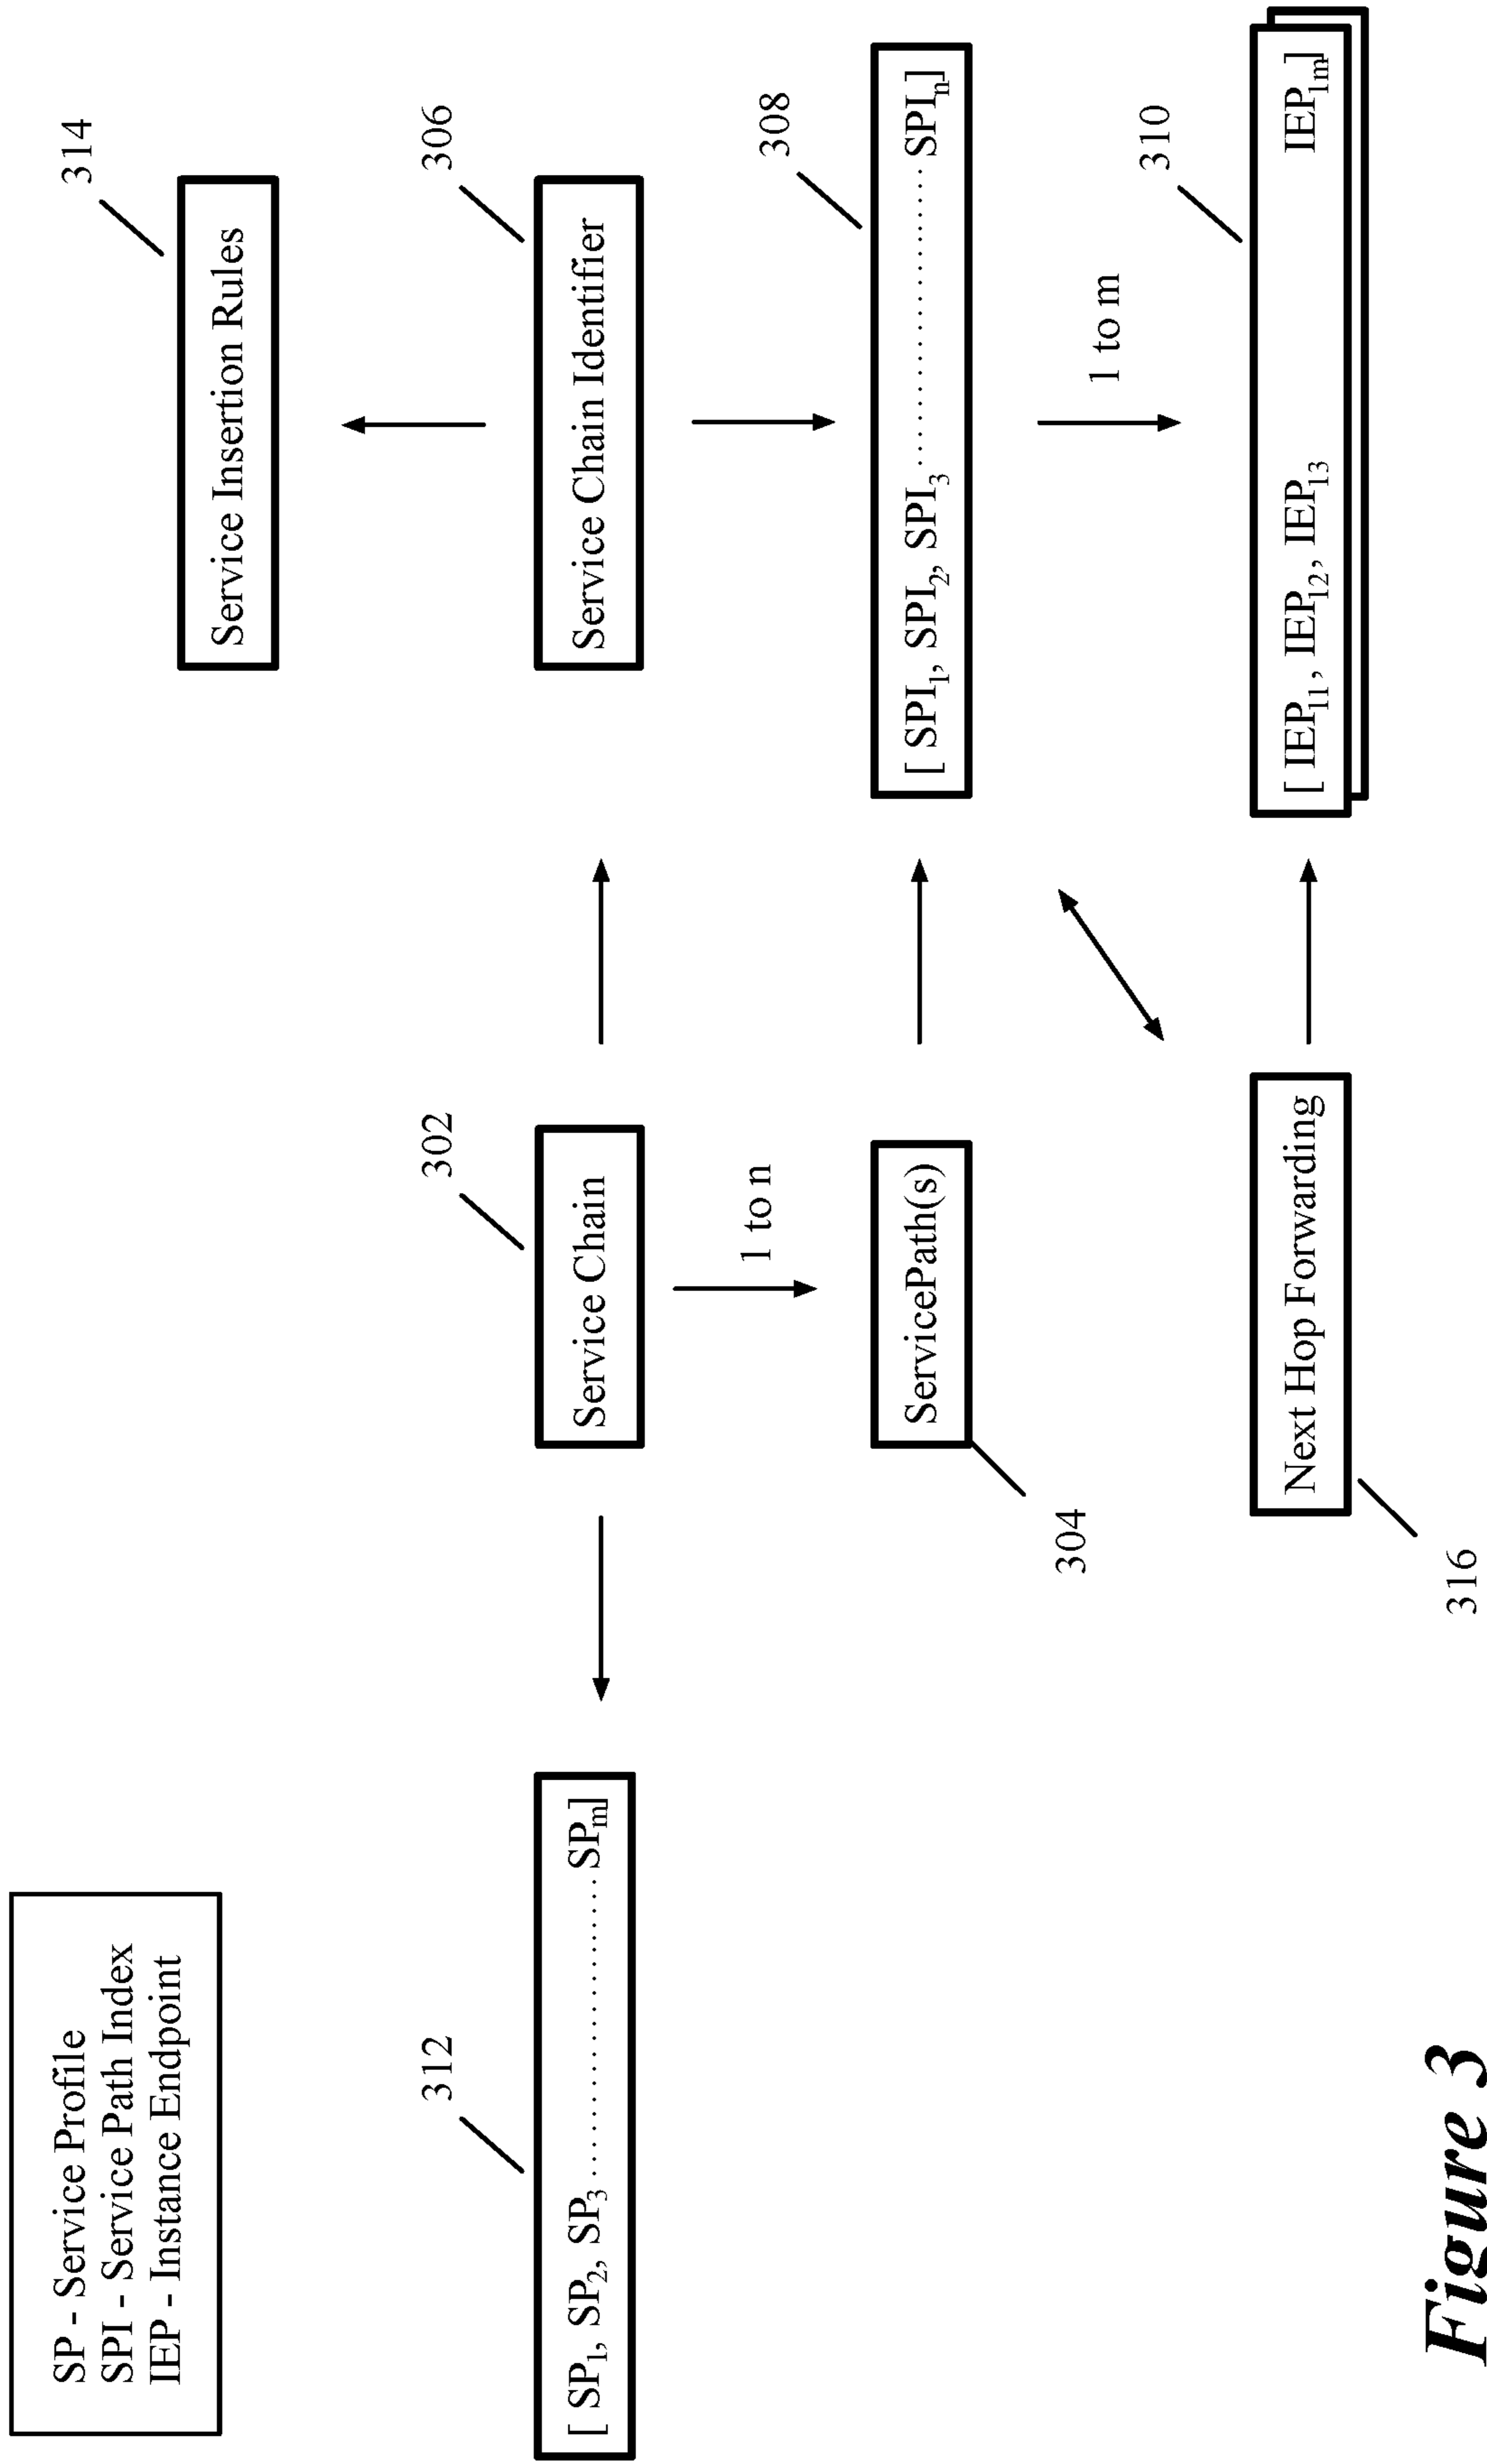 SP - Service Profile
SPI - Service Path Index
IEP - Instance Endpoint
314
Service Insertion Rules
312
302
306
[ SP1, SP2, SP3 ........................ SPm]
Service Chain
Service Chain Identifier
1 to n
308
ServicePath(s)
[ SPI1, SPI2, SPI3 ........................ SPIn]
304
1 to m
310
Next Hop Forwarding
[ IEP11, IEP12, IEP13 IEP1m]
316
Figure 3